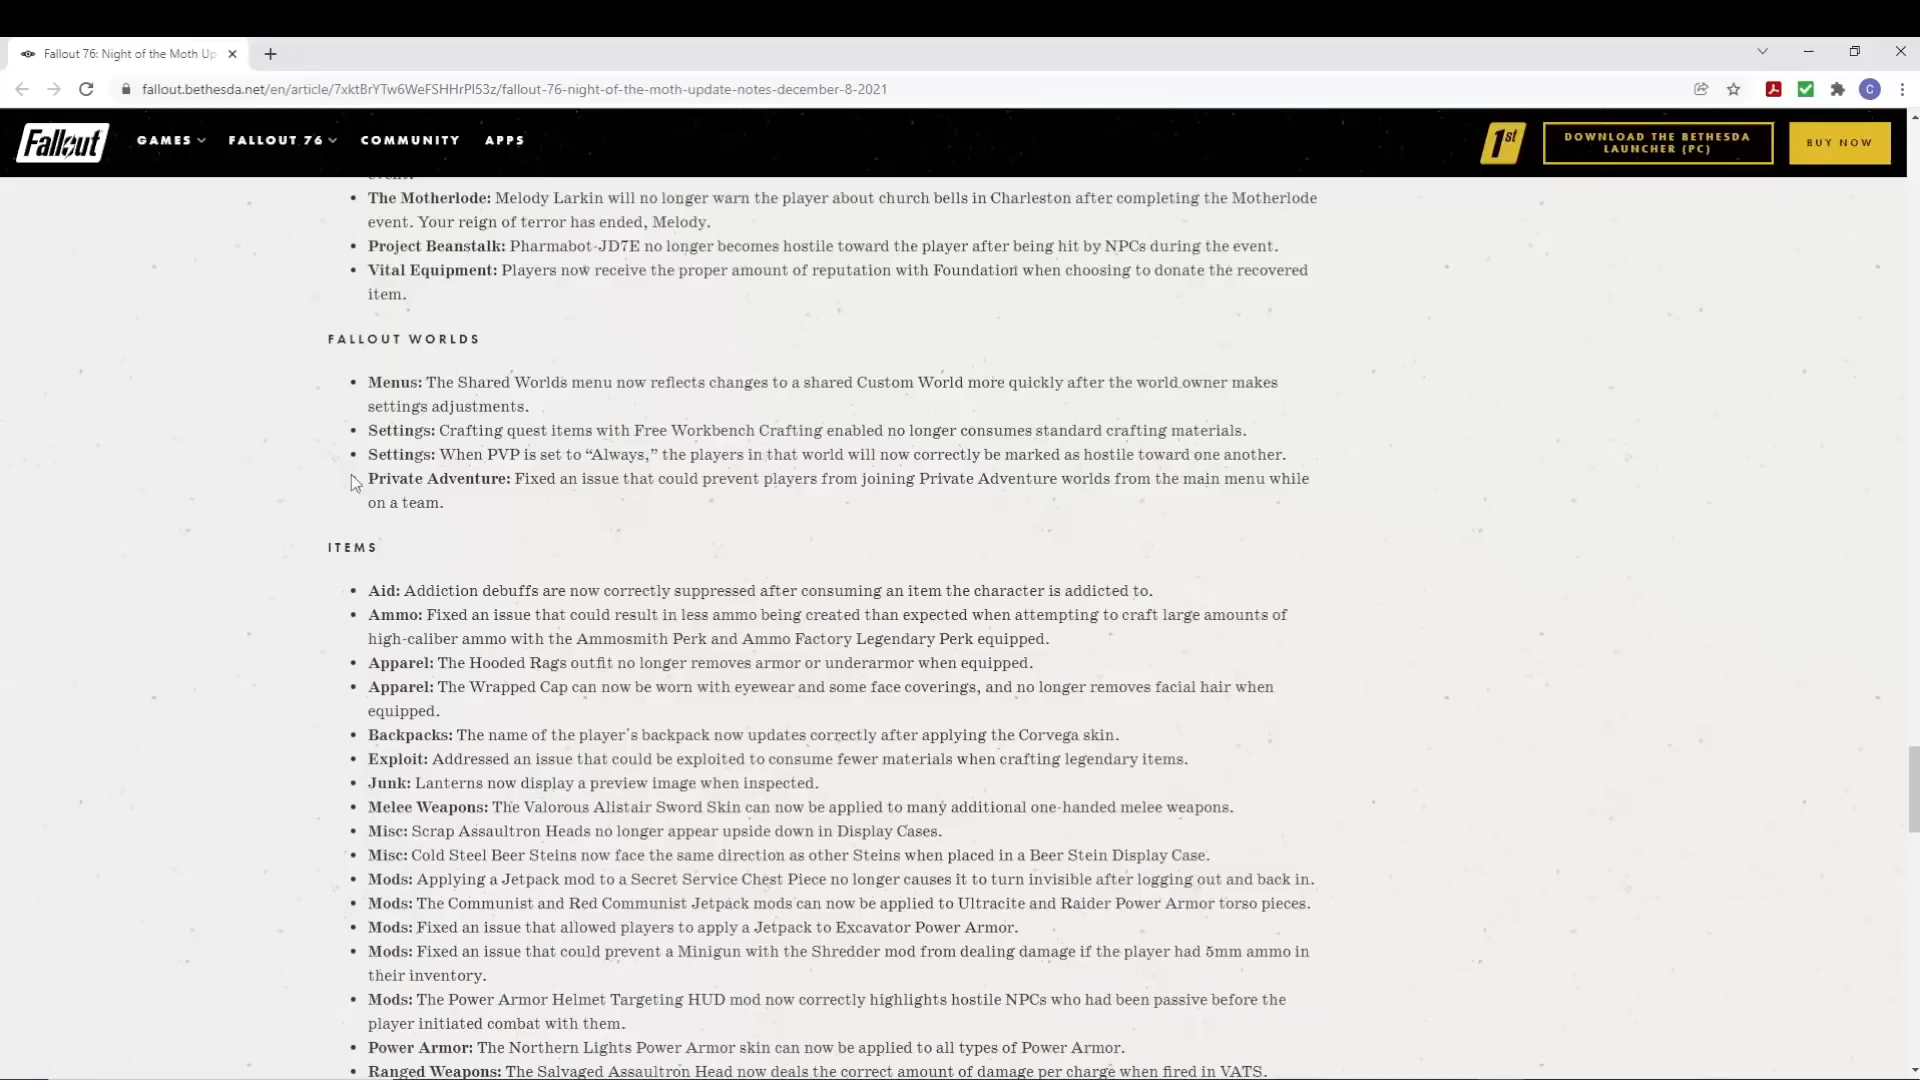 Fallout 76: Night of the Moth Up
fallout.bethesda.net/en/article/7xktBrYTw6WeFSHHrPI53z/fallout-76-night-of-the-moth-update-notes-december-8-2021
C
Fallout
GAMES
FALLOUT 76
COMMUNITY
APPS
1st
DOWNLOAD THE BETHESDA
LAUNCHER (PC)
BUY NOW
event.
• The Motherlode: Melody Larkin will no longer warn the player about church bells in Charleston after completing the Motherlode
event. Your reign of terror has ended, Melody.
• Project Beanstalk: Pharmabot-JD7E no longer becomes hostile toward the player after being hit by NPCs during the event.
• Vital Equipment: Players now receive the proper amount of reputation with Foundation when choosing to donate the recovered
item.
FALLOUT WORLDS
• Menus: The Shared Worlds menu now reflects changes to a shared Custom World more quickly after the world owner makes
settings adjustments.
• Settings: Crafting quest items with Free Workbench Crafting enabled no longer consumes standard crafting materials.
• Settings: When PVP is set to “Always,” the players in that world will now correctly be marked as hostile toward one another.
Private Adventure: Fixed an issue that could prevent players from joining Private Adventure worlds from the main menu while
on a team.
ITEMS
• Aid: Addiction debuffs are now correctly suppressed after consuming an item the character is addicted to.
• Ammo: Fixed an issue that could result in less ammo being created than expected when attempting to craft large amounts of
high-caliber ammo with the Ammosmith Perk and Ammo Factory Legendary Perk equipped.
• Apparel: The Hooded Rags outfit no longer removes armor or underarmor when equipped.
• Apparel: The Wrapped Cap can now be worn with eyewear and some face coverings, and no longer removes facial hair when
equipped.
• Backpacks: The name of the player's backpack now updates correctly after applying the Corvega skin.
• Exploit: Addressed an issue that could be exploited to consume fewer materials when crafting legendary items.
• Junk: Lanterns now display a preview image when inspected.
• Melee Weapons: The Valorous Alistair Sword Skin can now be applied to many additional one-handed melee weapons.
• Misc: Scrap Assaultron Heads no longer appear upside down in Display Cases.
• Misc: Cold Steel Beer Steins now face the same direction as other Steins when placed in a Beer Stein Display Case.
• Mods: Applying a Jetpack mod to a Secret Service Chest Piece no longer causes it to turn invisible after logging out and back in.
• Mods: The Communist and Red Communist Jetpack mods can now be applied to Ultracite and Raider Power Armor torso pieces.
• Mods: Fixed an issue that allowed players to apply a Jetpack to Excavator Power Armor.
• Mods: Fixed an issue that could prevent a Minigun with the Shredder mod from dealing damage if the player had 5mm ammo in
their inventory.
• Mods: The Power Armor Helmet Targeting HUD mod now correctly highlights hostile NPCs who had been passive before the
player initiated combat with them.
• Power Armor: The Northern Lights Power Armor skin can now be applied to all types of Power Armor.
• Ranged Weapons: The Salvaged Assaultron Head now deals the correct amount of damage per charge when fired in VATS.